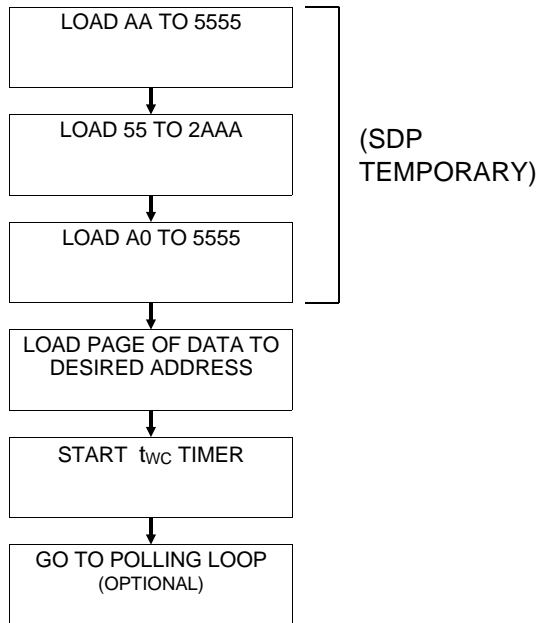 LOAD AA TO 5555
LOAD 55 TO 2AAA
LOAD A0 TO 5555
(SDP
TEMPORARY)
LOAD PAGE OF DATA TO
DESIRED ADDRESS
START tWC TIMER
GO TO POLLING LOOP
(OPTIONAL)